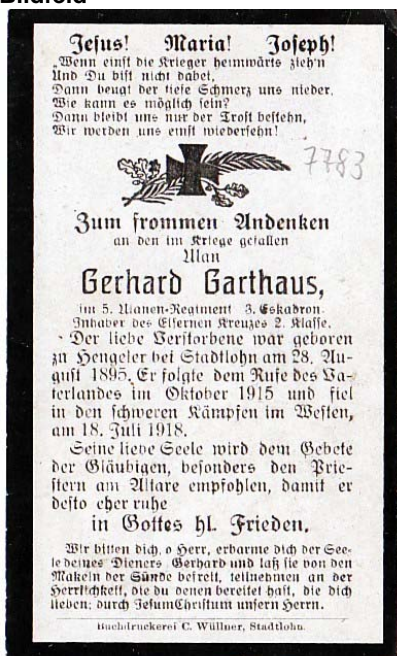 Bildfeld
Jesus! Maria! Joseph!
„Wenn einst die Krieger heimwärts zieh'n
Und Du bist nicht dabei,
Dann beugt der tiefe Schmerz uns nieder,
Wie kann es möglich sein?
Dann bleibt uns nur der Trost bestehn,
Wir werden uns einst wiedersehn!
7783
Zum frommen Andenken
an den im Kriege gefallen
Ulan
Gerhard Garthaus,
im 5. Ulanen-Regiment 3. Eskadron.
Inhaber des Eisernen Kreuzes 2. Klasse.
Der liebe Verstorbene war geboren
zu Hengeler bei Stadtlohn am 28. Au-
gust 1895. Er folgte dem Rufe des Va-
terlandes im Oktober 1915 und fiel
in den schweren Kämpfen im Westen,
am 18. Juli 1918.
Seine liebe Seele wird dem Gebete
der Gläubigen, besonders den Prie-
stern am Altare empfohlen, damit er
desto eher ruhe
in Gottes hl. Frieden.
Wir bitten dich, o Herr, erbarme dich der See-
le deines Dieners Gerhard und laß sie von den
Makeln der Sünde befreit, teilnehmen an der
Herrlichkeit, die du denen bereitet hast, die dich
lieben; durch Jesum Christum unsern Herrn.
Buchdruckerei C. Wüllner, Stadtlohn.